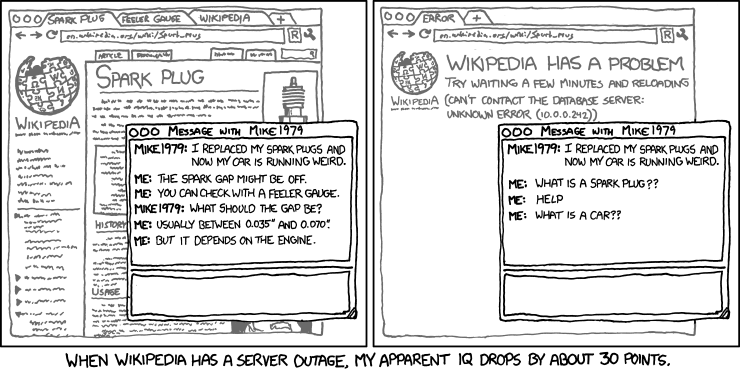 SPARK PLUG
FEELER GAUGE
WIKIPEDIA
+
en.wikipedia.org/wiki/Spark_plug
R
ARTICLE
SPARK PLUG
WIKIPEDIA
HISTORY
USAGE
MESSAGE WITH MIKE1979
MIKE1979: I REPLACED MY SPARK PLUGS AND
NOW MY CAR IS RUNNING WEIRD.
ME: THE SPARK GAP MIGHT BE OFF.
ME: YOU CAN CHECK WITH A FEELER GAUGE.
MIKE1979: WHAT SHOULD THE GAP BE?
ME: USUALLY BETWEEN 0.035" AND 0.070".
ME: BUT IT DEPENDS ON THE ENGINE.
ERROR
+
en.wikipedia.org/wiki/Spark_plug
R
WIKIPEDIA HAS A PROBLEM
TRY WAITING A FEW MINUTES AND RELOADING
WIKIPEDIA
(CAN'T CONTACT THE DATABASE SERVER:
UNKNOWN ERROR (10.0.0.242))
MESSAGE WITH MIKE1979
MIKE1979: I REPLACED MY SPARK PLUGS AND
NOW MY CAR IS RUNNING WEIRD.
ME: WHAT IS A SPARK PLUG??
ME: HELP
ME: WHAT IS A CAR??
WHEN WIKIPEDIA HAS A SERVER OUTAGE, MY APPARENT IQ DROPS BY ABOUT 30 POINTS.